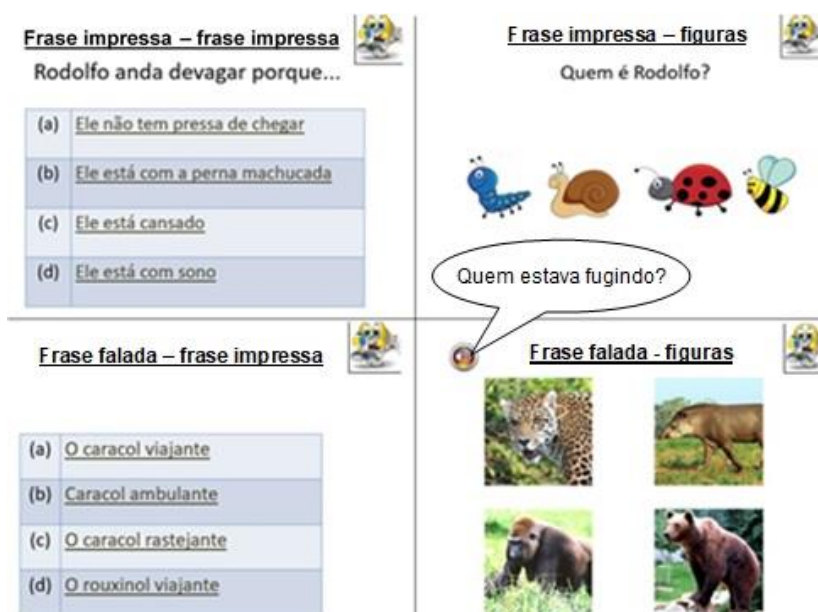 Frase impressa – frase impressa
Rodolfo anda devagar porque...
(a) Ele não tem pressa de chegar
(b) Ele está com a perna machucada
(c) Ele está cansado
(d) Ele está com sono
Frase impressa – figuras
Quem é Rodolfo?
Quem estava fugindo?
Frase falada – frase impressa
(a) O caracol viajante
(b) Caracol ambulante
(c) O caracol rastejante
(d) O rouxinol viajante
Frase falada - figuras